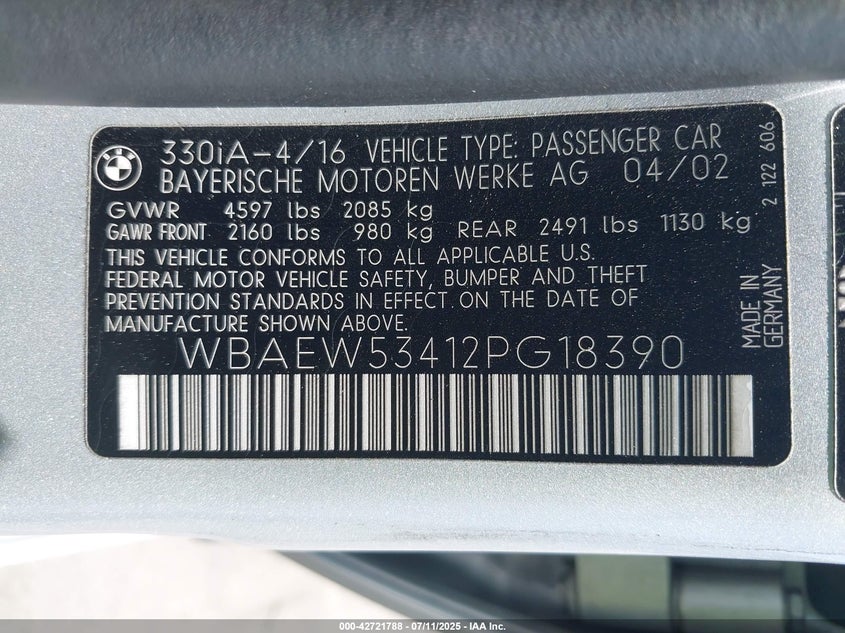 330iA-4/16 VEHICLE TYPE: PASSENGER CAR
BAYERISCHE MOTOREN WERKE AG 04/02
GVWR 4597 lbs 2085 kg
GAWR FRONT 2160 lbs 980 kg REAR 2491 lbs 1130 kg
THIS VEHICLE CONFORMS TO ALL APPLICABLE U.S.
FEDERAL MOTOR VEHICLE SAFETY, BUMPER AND THEFT
PREVENTION STANDARDS IN EFFECT ON THE DATE OF
MANUFACTURE SHOWN ABOVE.
WBAEW53412PG18390
2 122 606
MADE IN
GERMANY
000-42721788 - 07/11/2025 - IAA Inc.